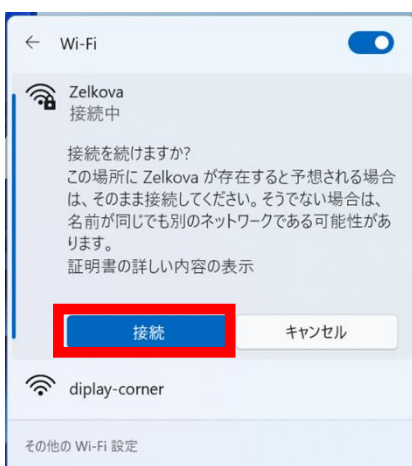 ← Wi-Fi
Zelkova
接続中
接続を続けますか?
この場所に Zelkova が存在すると予想される場合
は、そのまま接続してください。そうでない場合は、
名前が同じでも別のネットワークである可能性があ
ります。
証明書の詳しい内容の表示
接続 キャンセル
diplay-corner
その他の Wi-Fi 設定